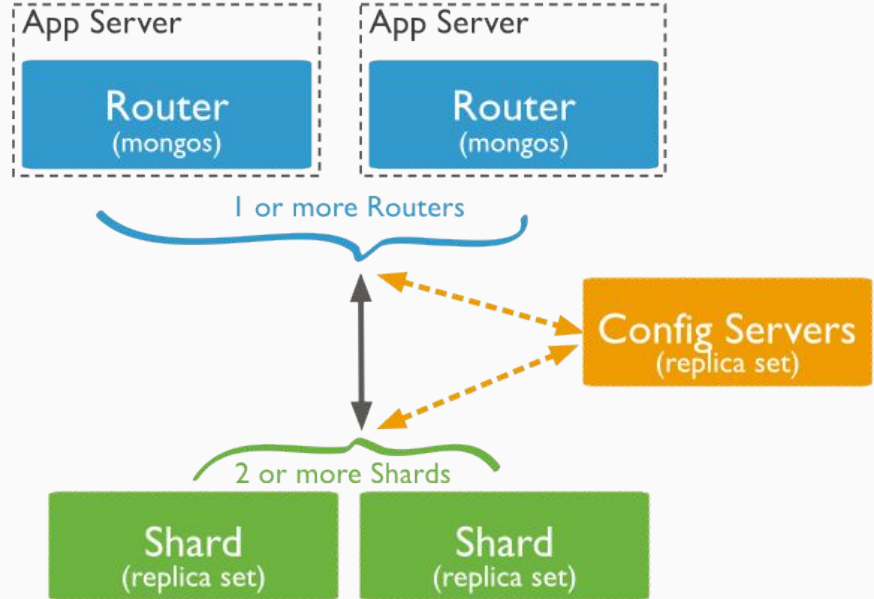 App Server
App Server
Router
(mongos)
Router
(mongos)
1 or more Routers
Config Servers
(replica set)
2 or more Shards
Shard
(replica set)
Shard
(replica set)